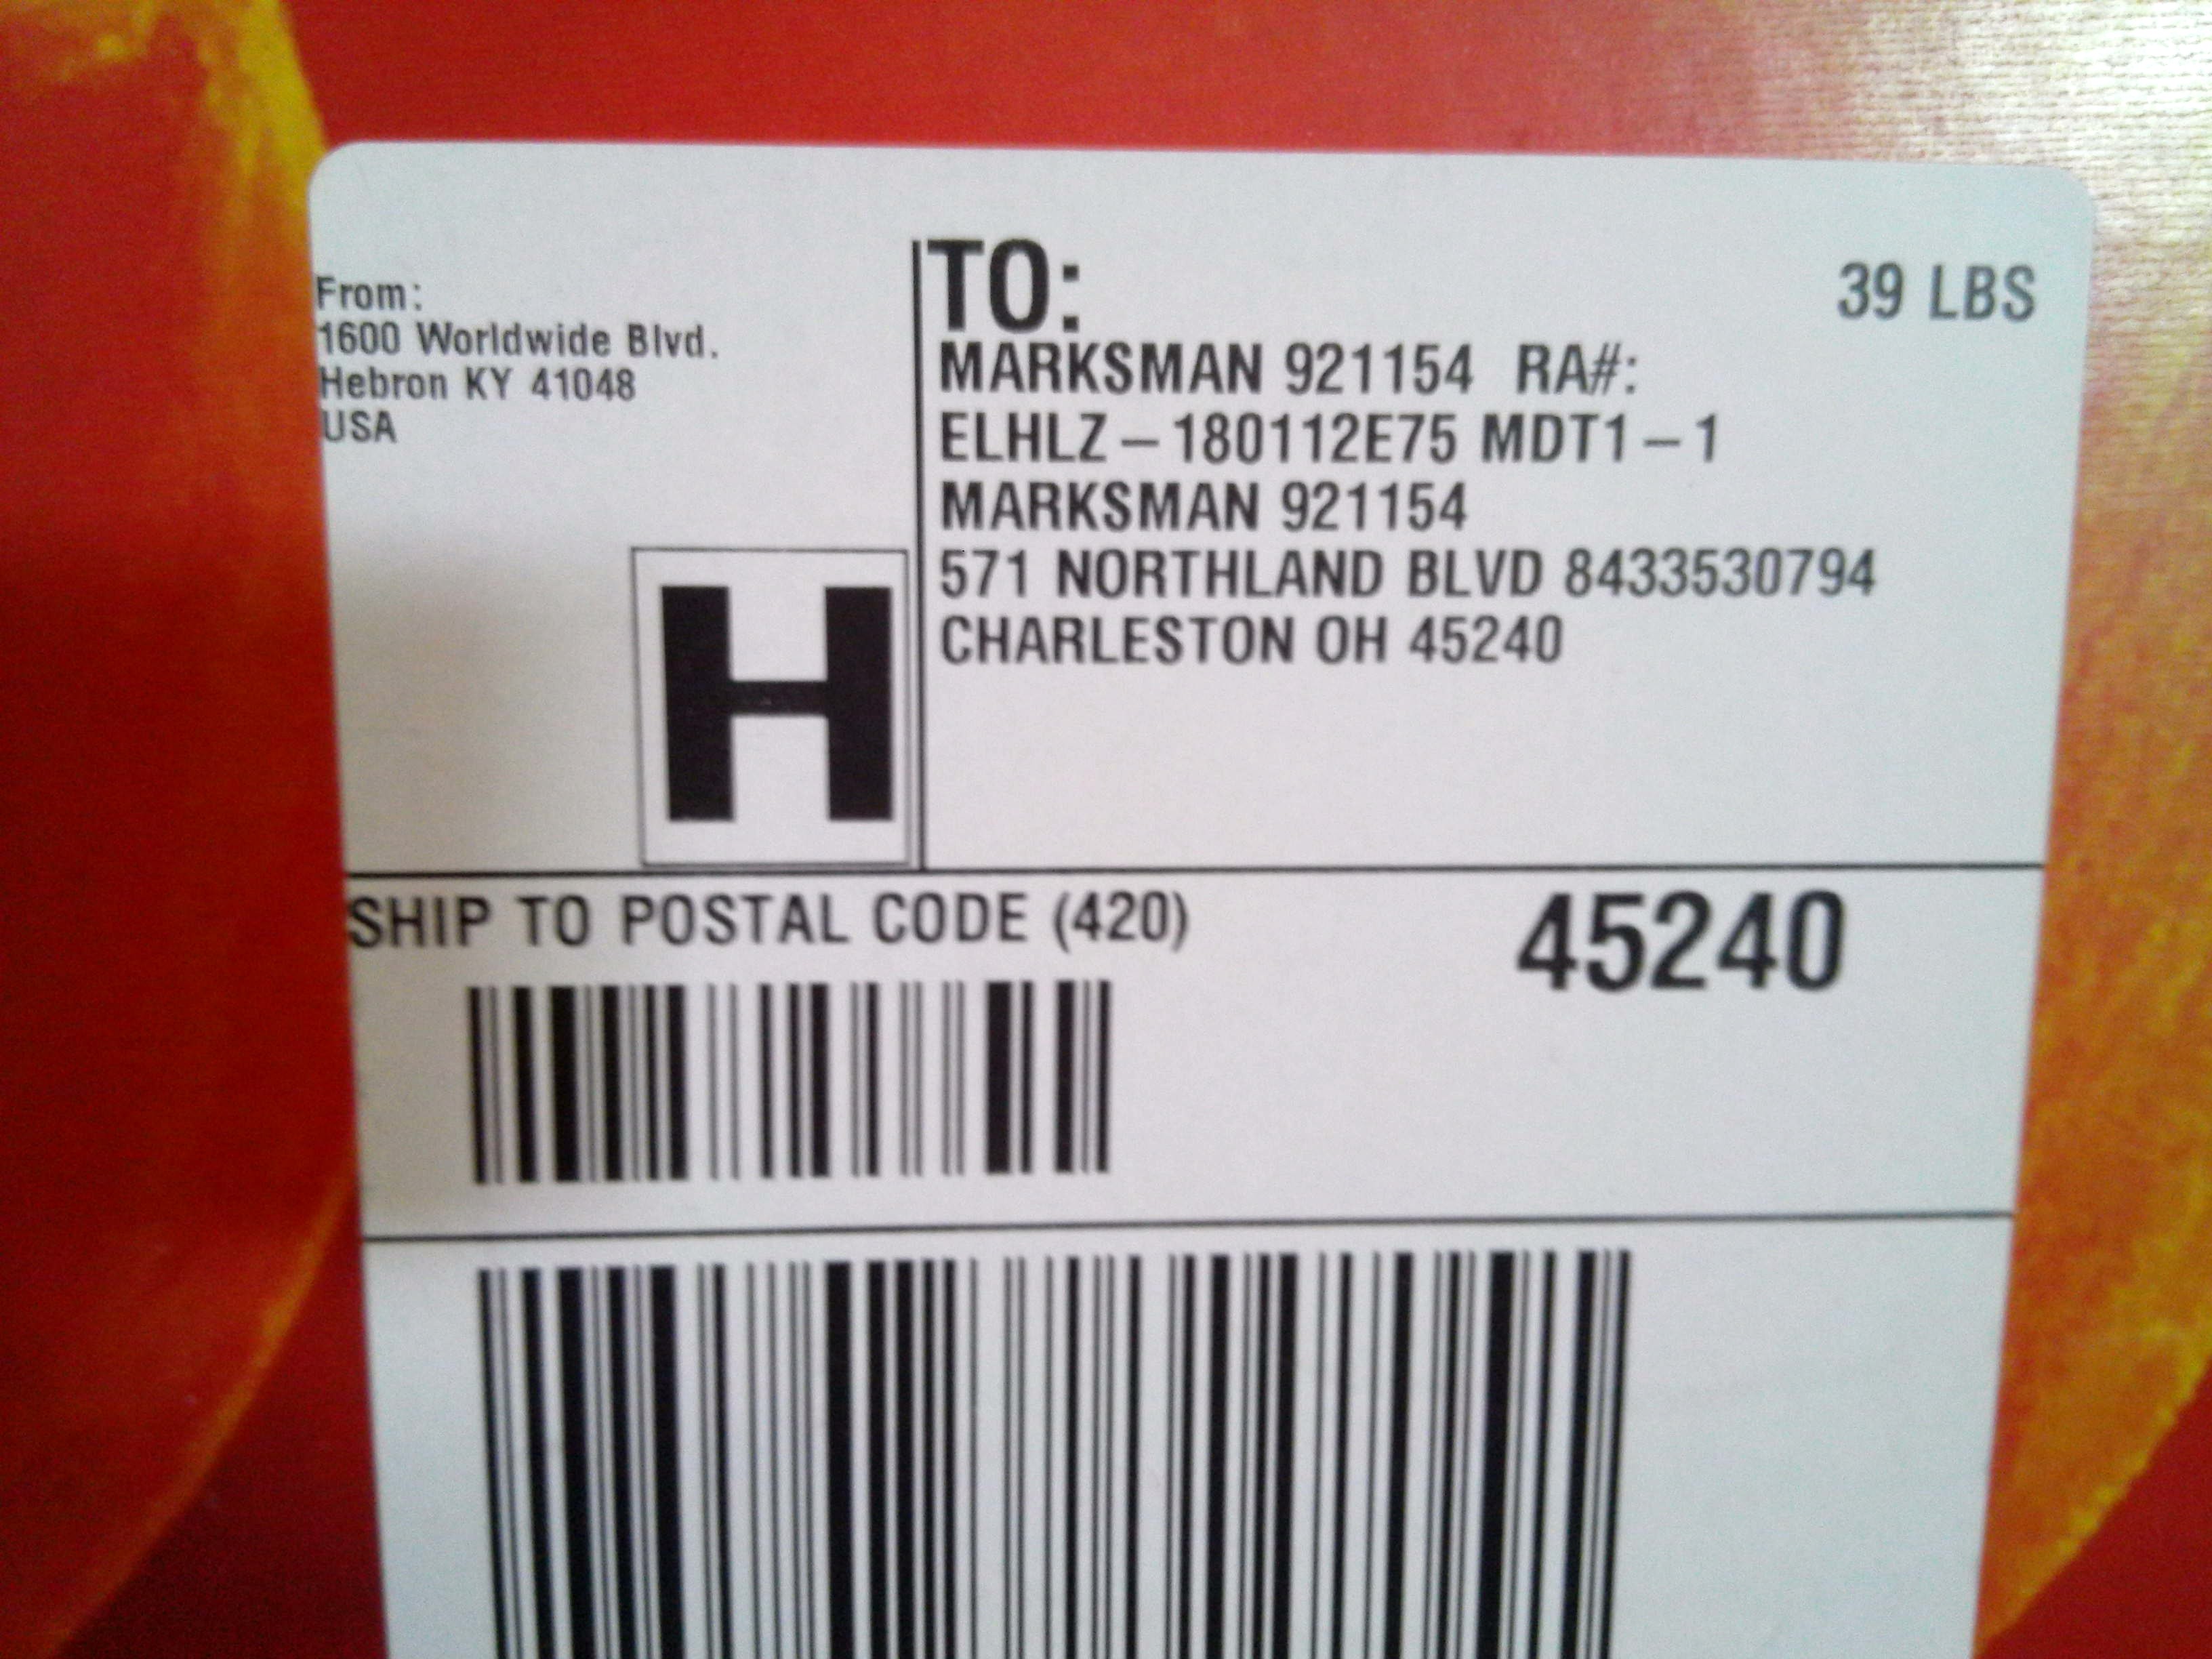 From:
1600 Worldwide Blvd.
Hebron KY 41048
USA
H
TO:
39 LBS
MARKSMAN 921154 RA#:
ELHLZ-180112E75 MDT1-1
MARKSMAN 921154
571 NORTHLAND BLVD 8433530794
CHARLESTON OH 45240
SHIP TO POSTAL CODE (420)
45240